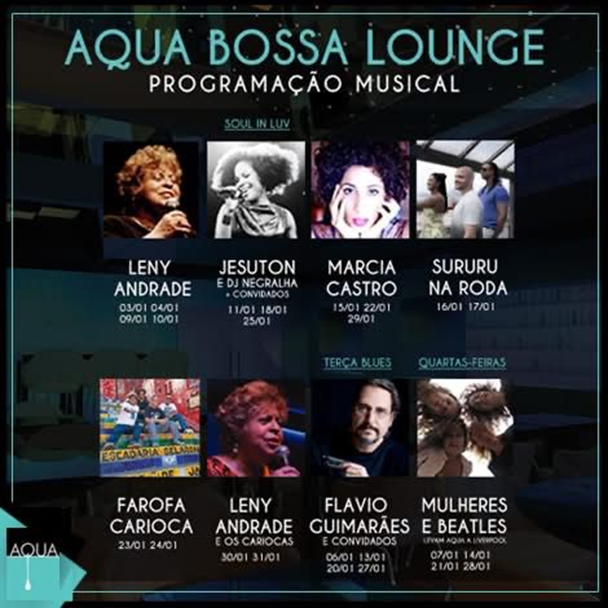 AQUA BOSSA LOUNGE
PROGRAMAÇÃO MUSICAL
SOUL IN LUV
LENY
ANDRADE
03/01 04/01
09/01 10/01
JESUTON
E DJ NEGRALHA
+ CONVIDADOS
11/01 18/01
25/01
MARCIA
CASTRO
15/01 22/01
29/01
SURURU
NA RODA
16/01 17/01
TERÇA BLUES
QUARTAS-FEIRAS
ESCADARIA SELARÓN
FAROFA
CARIOCA
23/01 24/01
LENY
ANDRADE
E OS CARIOCAS
30/01 31/01
FLAVIO
GUIMARÃES
E CONVIDADOS
06/01 13/01
20/01 27/01
MULHERES
E BEATLES
LEVAM AQUA A LIVERPOOL
07/01 14/01
21/01 28/01
AQUA